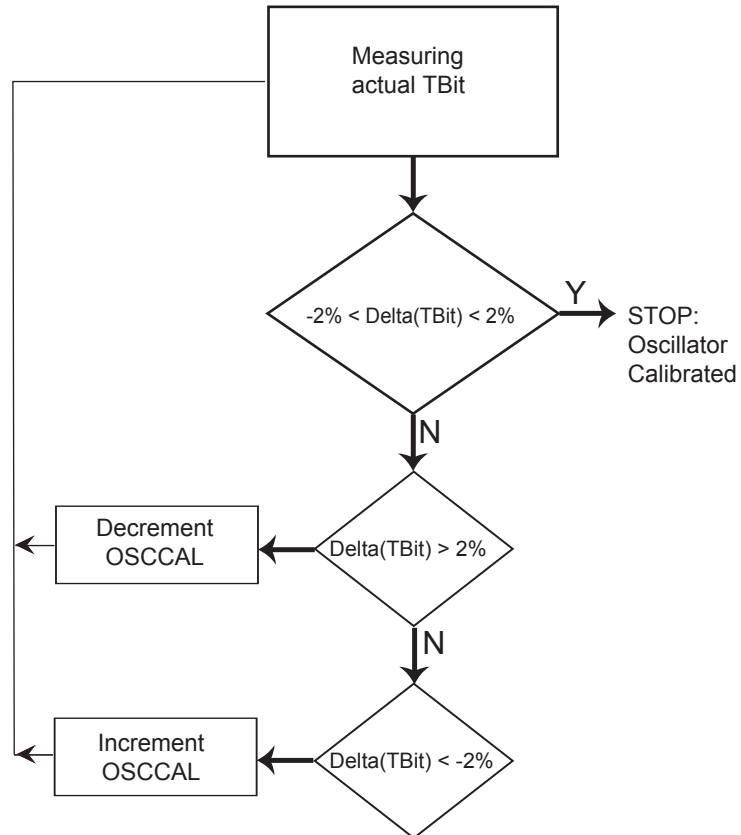 Measuring
actual TBit
-2% < Delta(TBit) < 2%
Y
STOP:
Oscillator
Calibrated
N
Decrement
OSCCAL
Delta(TBit) > 2%
N
Increment
OSCCAL
Delta(TBit) < -2%